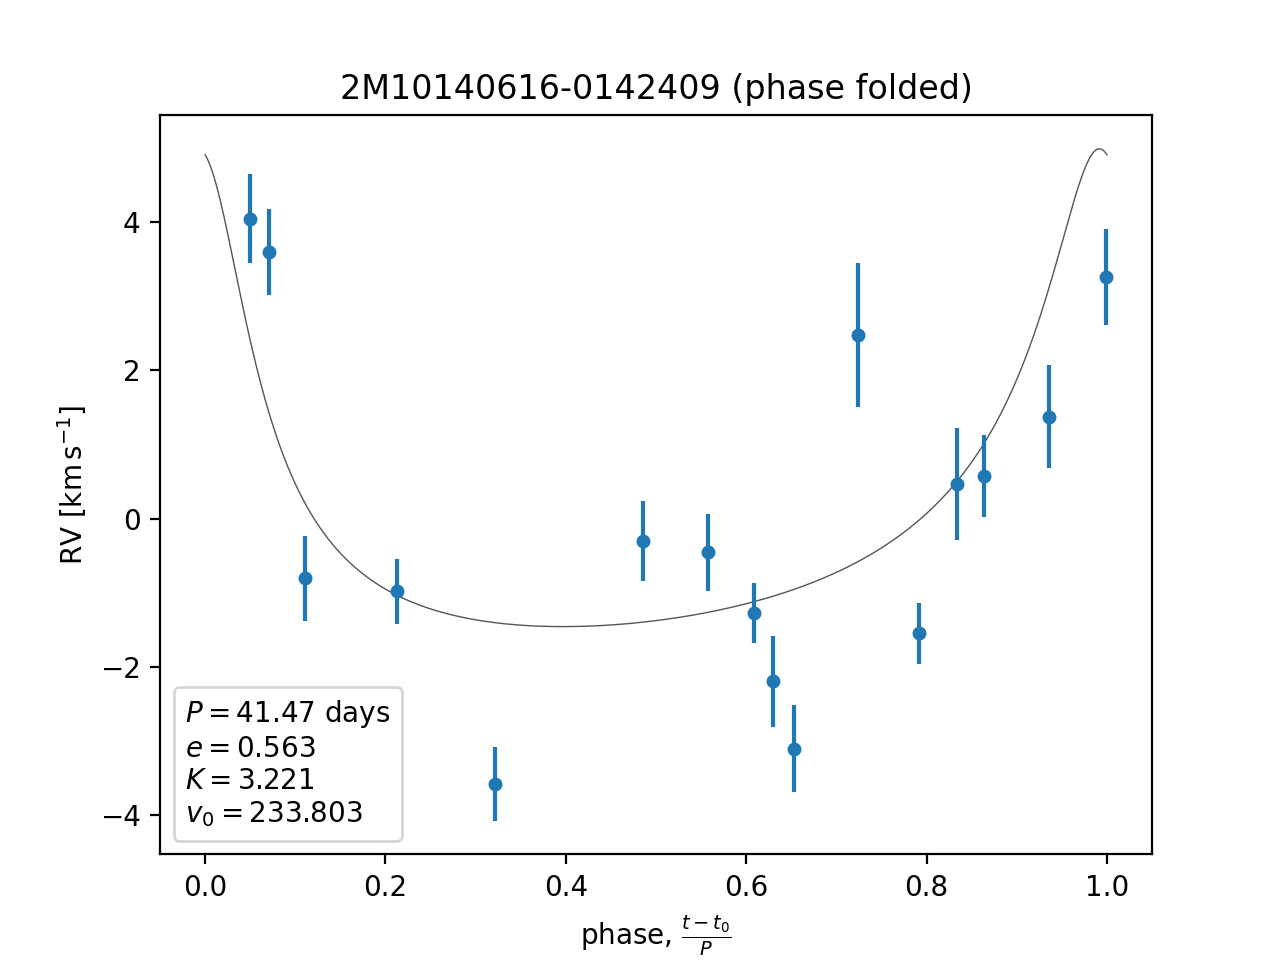 2M10140616-0142409 (phase folded)
RV [km s⁻¹]
4
2
0
−2
−4
P = 41.47 days
e = 0.563
K = 3.221
v₀ = 233.803
0.0 0.2 0.4 0.6 0.8 1.0
phase, (t − t₀)/P